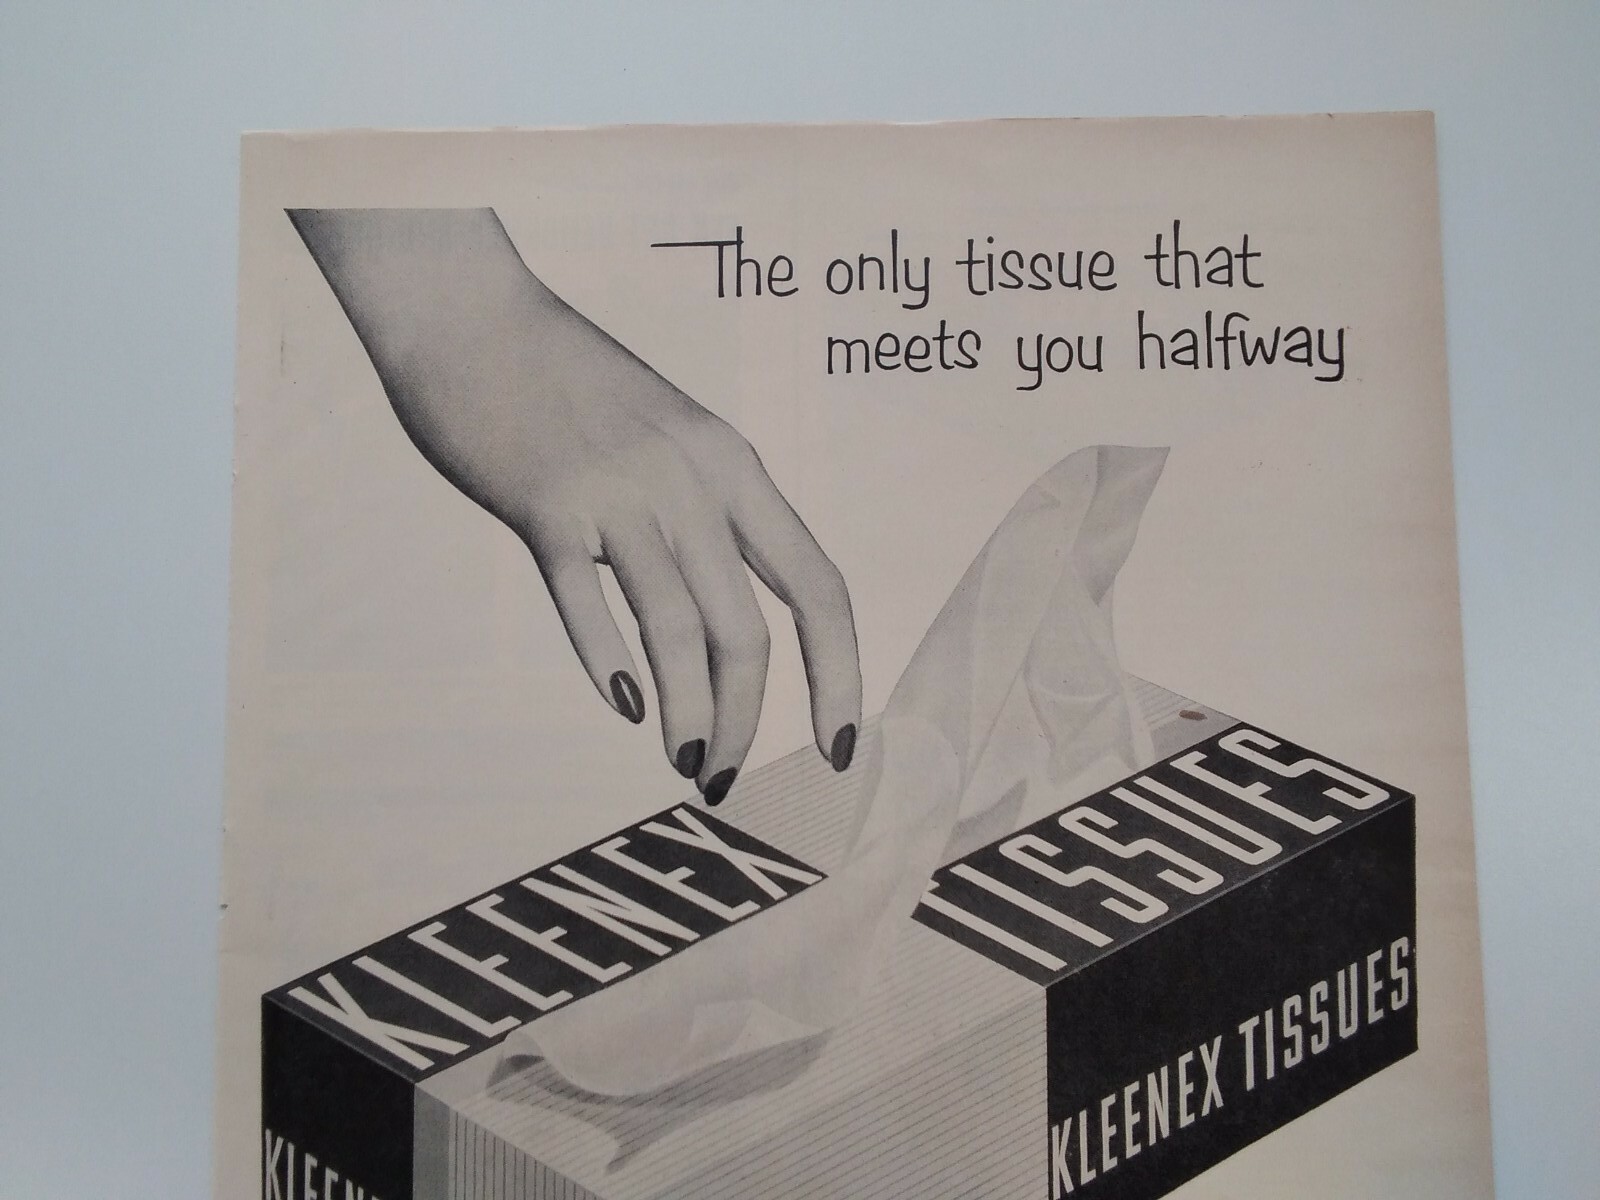 The only tissue that
meets you halfway
KLEENEX
TISSUES
KLEENEX TISSUES